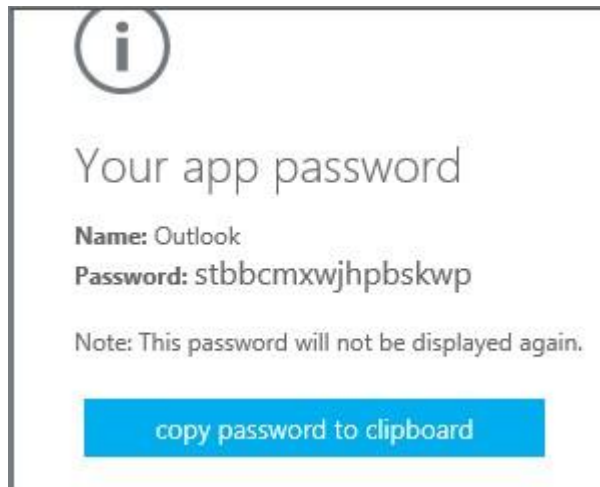 i
Your app password
Name: Outlook
Password: stbbcmxwjhpbskwp
Note: This password will not be displayed again.
copy password to clipboard